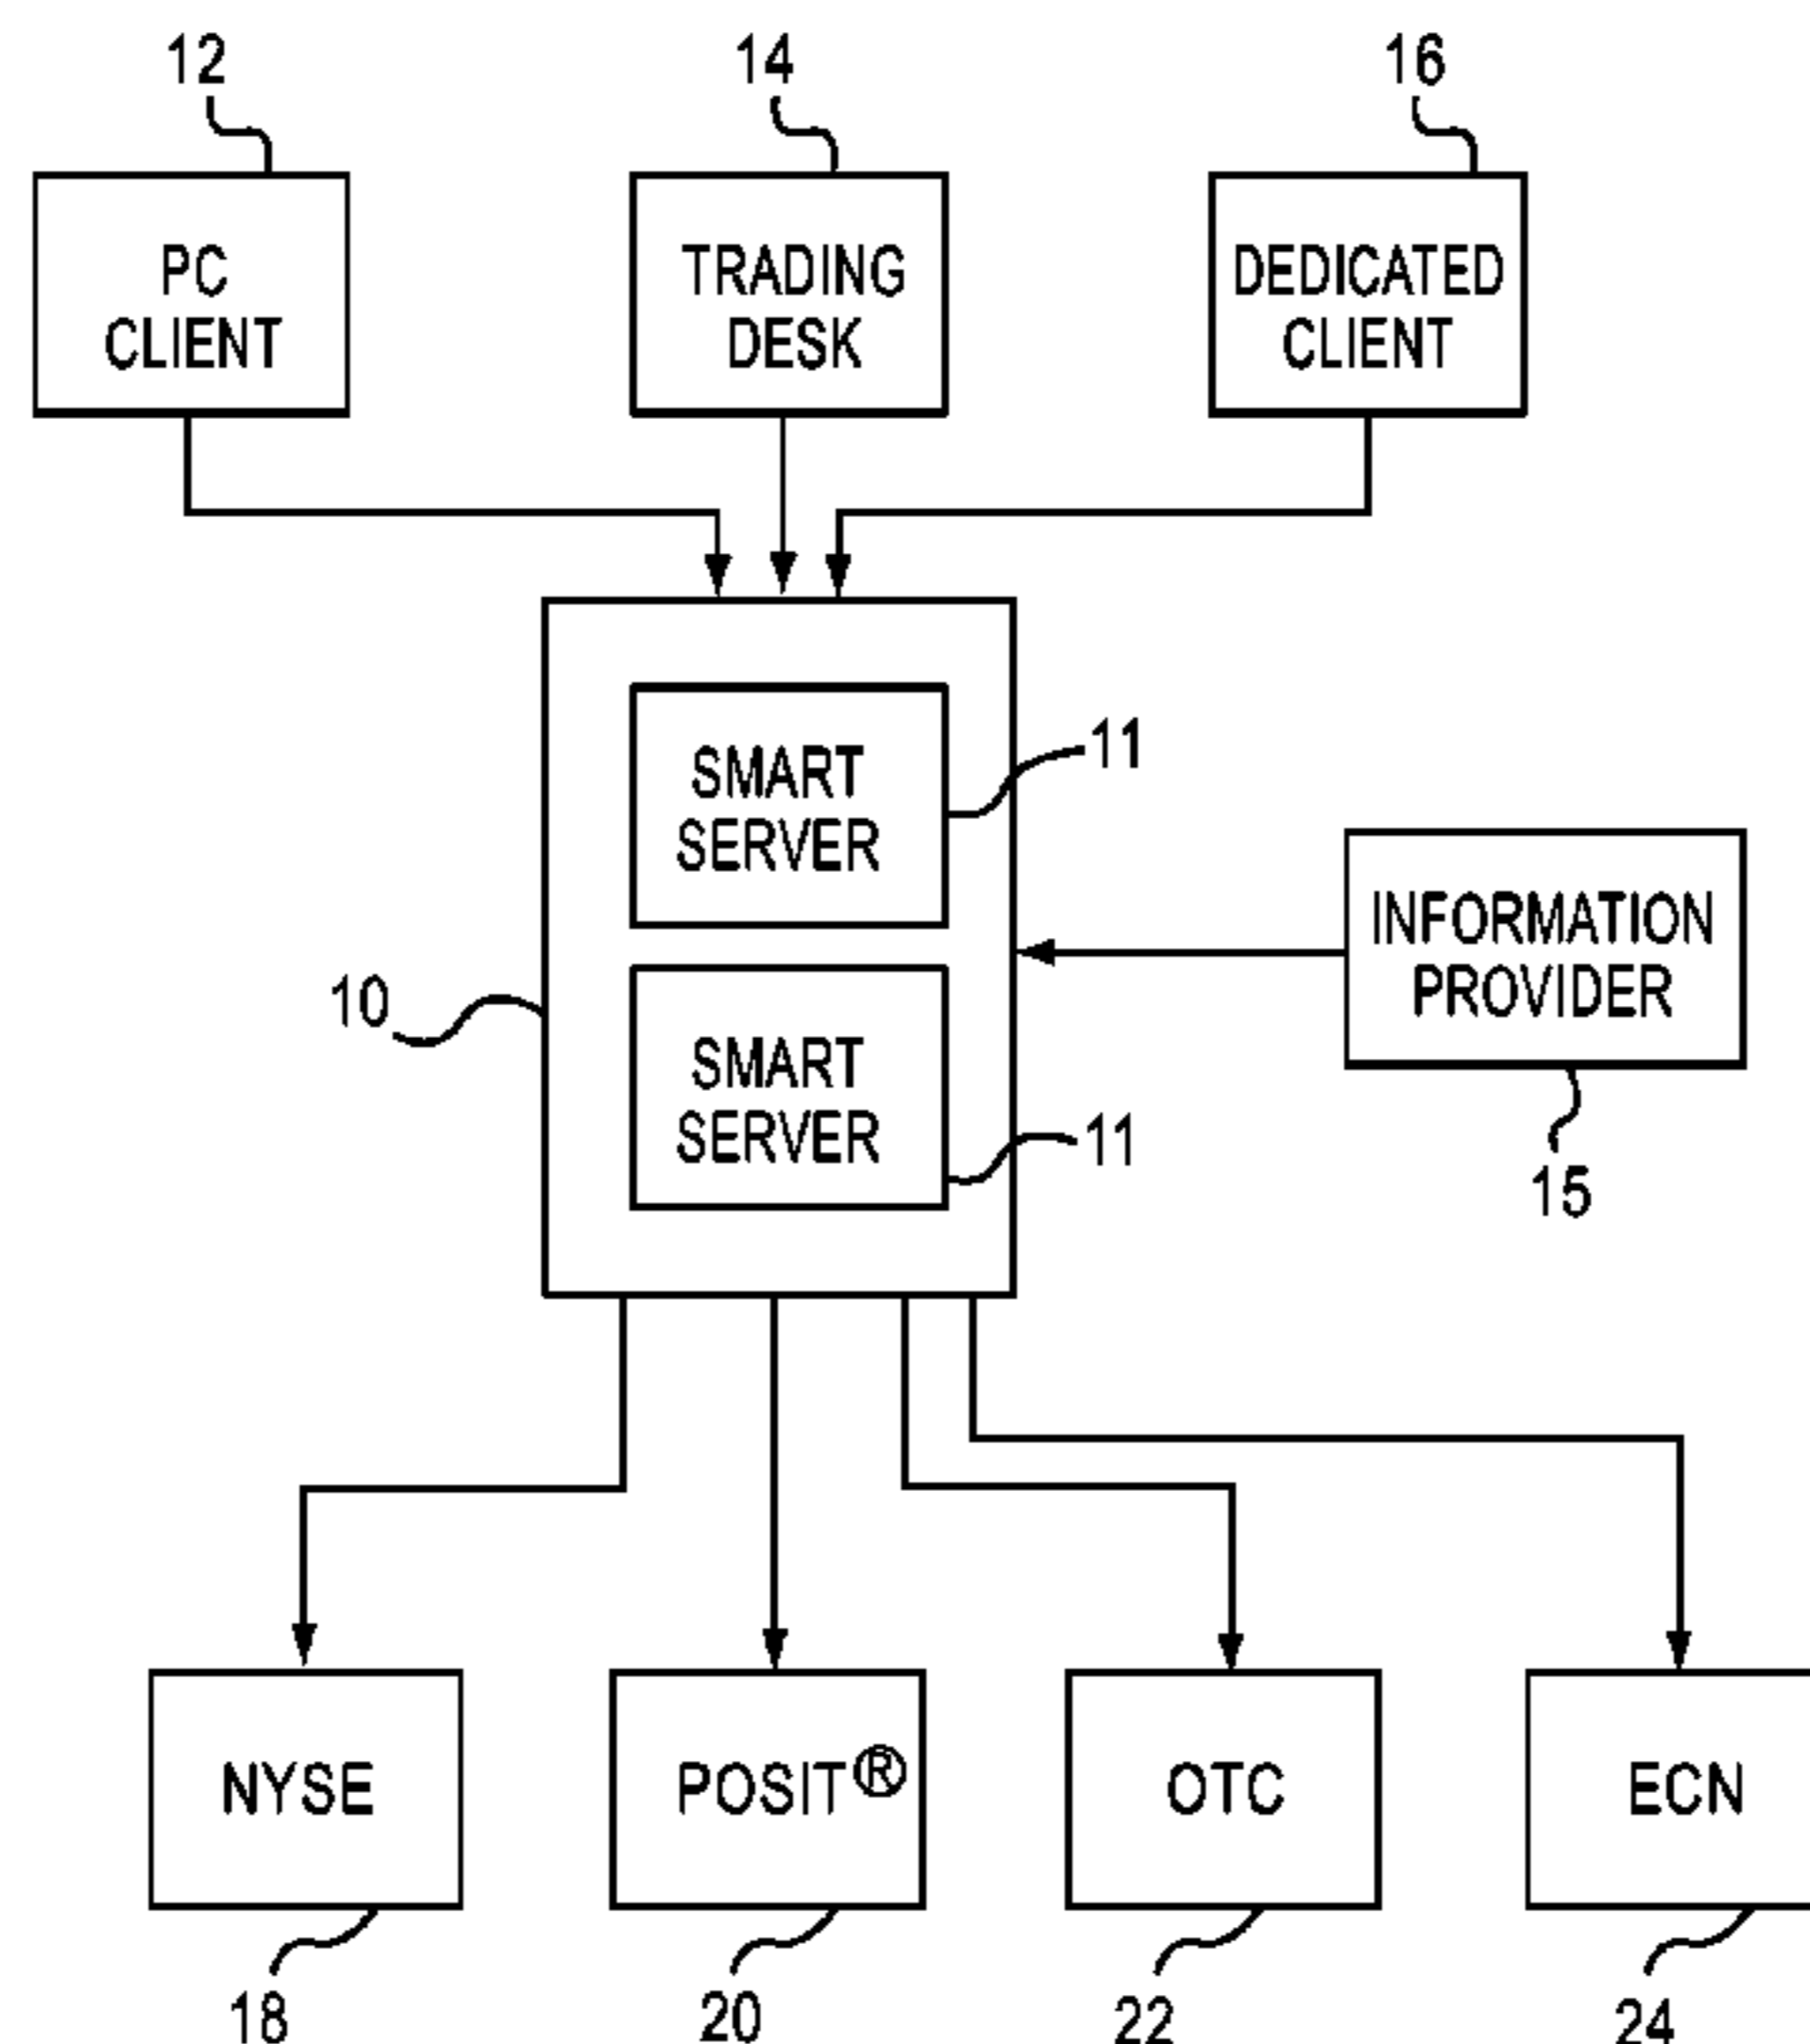 12
14
16
PC
CLIENT
TRADING
DESK
DEDICATED
CLIENT
SMART
SERVER
11
10
SMART
SERVER
11
INFORMATION
PROVIDER
15
NYSE
POSIT®
OTC
ECN
18
20
22
24